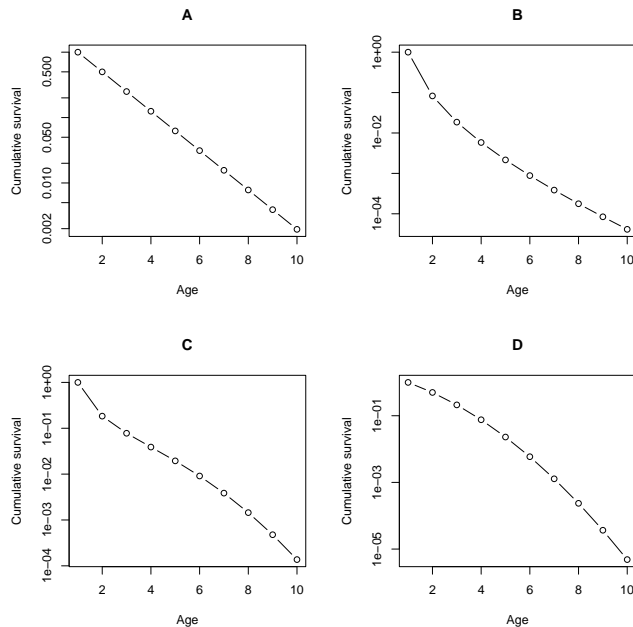 A
Cumulative survival
0.500
0.050
0.010
0.002
2 4 6 8 10
Age
B
Cumulative survival
1e+00
1e−02
1e−04
2 4 6 8 10
Age
C
Cumulative survival
1e+00
1e−01
1e−02
1e−03
1e−04
2 4 6 8 10
Age
D
Cumulative survival
1e−01
1e−03
1e−05
2 4 6 8 10
Age